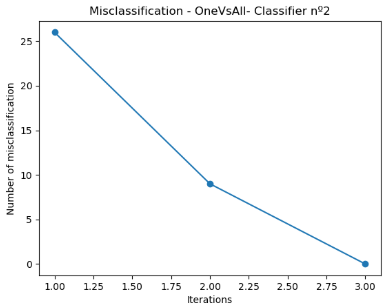 Misclassification - OneVsAll- Classifier nº2
Number of misclassification
25
20
15
10
5
0
1.00 1.25 1.50 1.75 2.00 2.25 2.50 2.75 3.00
Iterations